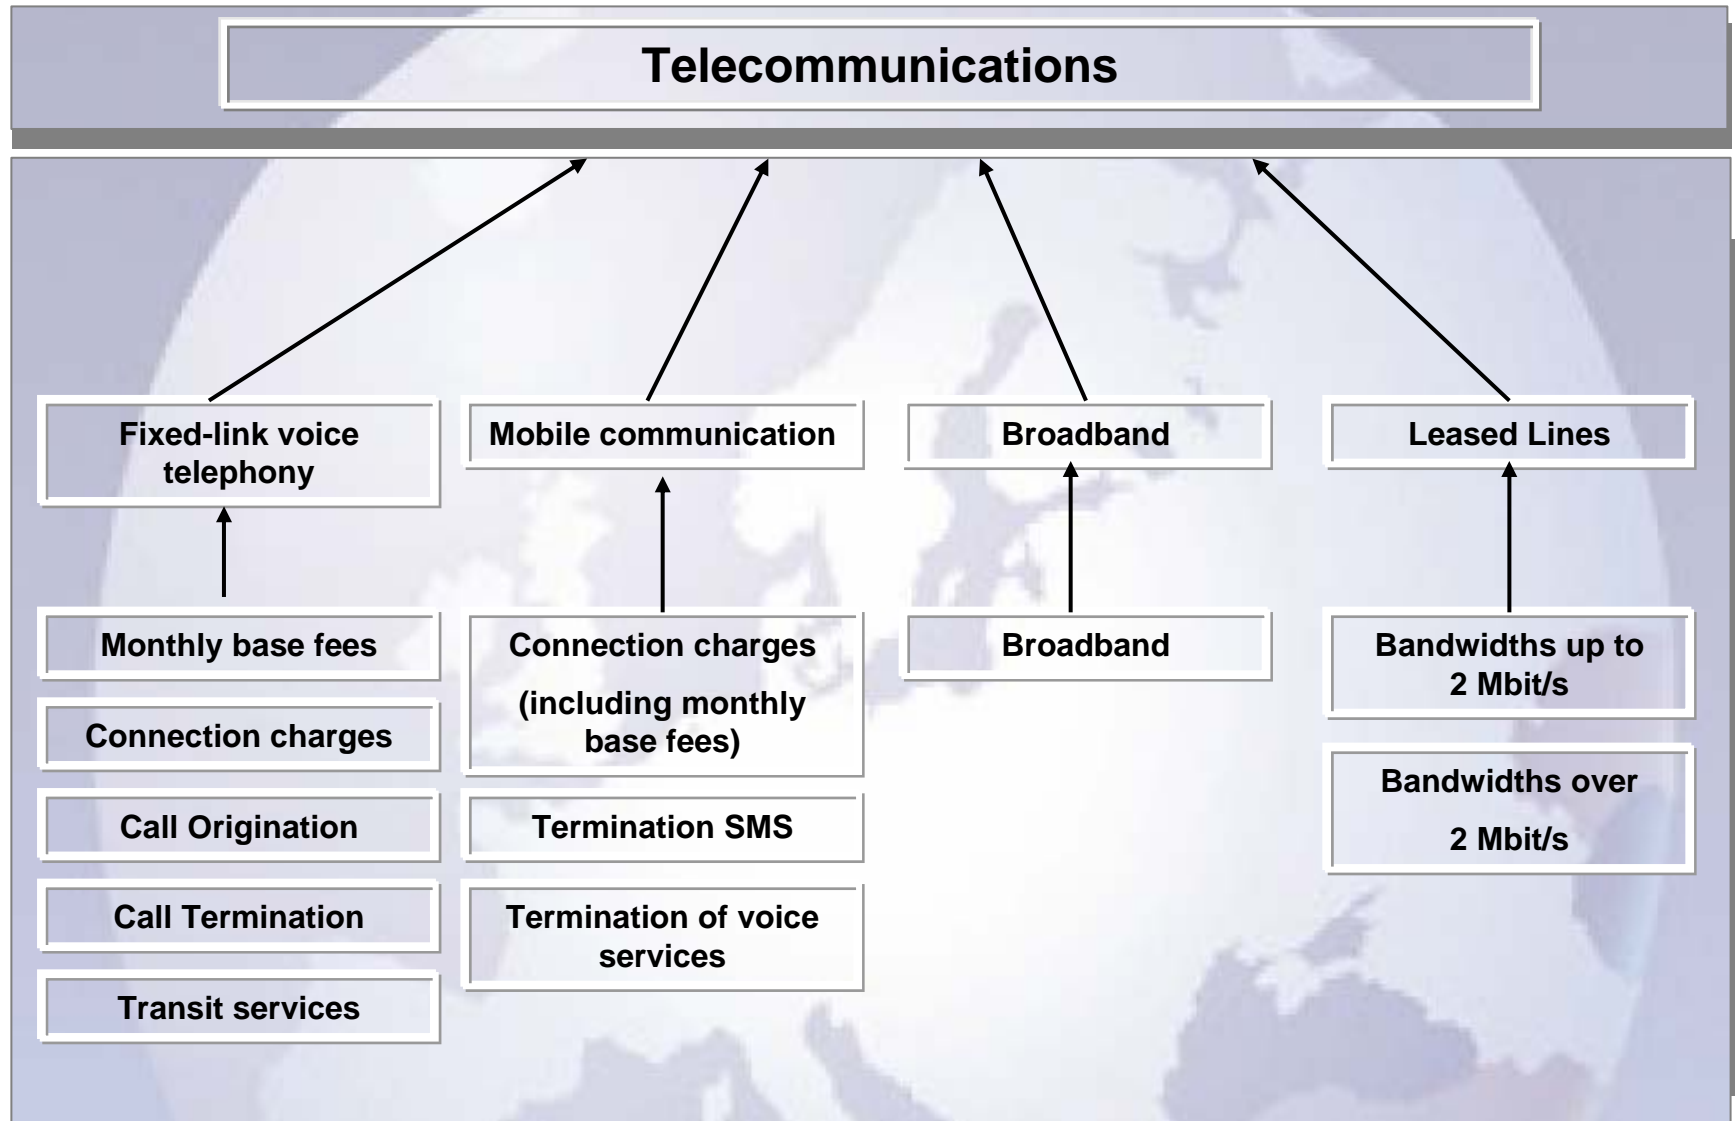 Telecommunications
Fixed-link voice
telephony
Mobile communication
Broadband
Leased Lines
Monthly base fees
Connection charges
Call Origination
Call Termination
Transit services
Connection charges
(including monthly
base fees)
Termination SMS
Termination of voice
services
Broadband
Bandwidths up to
2 Mbit/s
Bandwidths over
2 Mbit/s